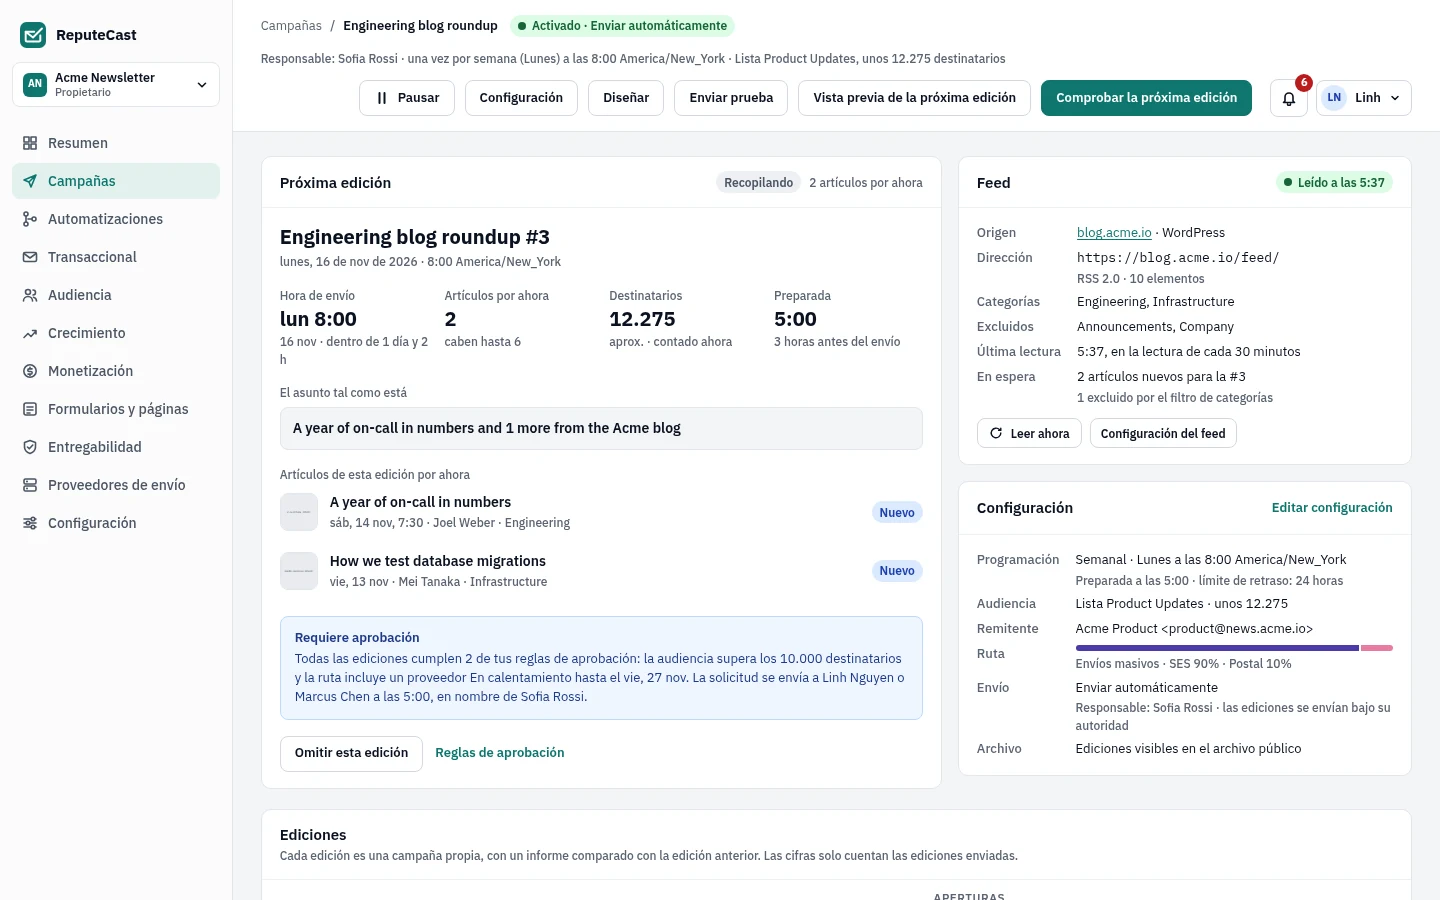 ReputeCast
AN
Acme Newsletter
Propietario
Resumen
Campañas
Automatizaciones
Transaccional
Audiencia
Crecimiento
Monetización
Formularios y páginas
Entregabilidad
Proveedores de envío
Configuración
Campañas / Engineering blog roundup
Activado · Enviar automáticamente
Responsable: Sofia Rossi · una vez por semana (Lunes) a las 8:00 America/New_York · Lista Product Updates, unos 12.275 destinatarios
Pausar
Configuración
Diseñar
Enviar prueba
Vista previa de la próxima edición
Comprobar la próxima edición
6
LN
Linh
Próxima edición
Recopilando
2 artículos por ahora
Engineering blog roundup #3
lunes, 16 de nov de 2026 · 8:00 America/New_York
Hora de envío
lun 8:00
16 nov · dentro de 1 día y 2
h
Artículos por ahora
2
caben hasta 6
Destinatarios
12.275
aprox. · contado ahora
Preparada
5:00
3 horas antes del envío
El asunto tal como está
A year of on-call in numbers and 1 more from the Acme blog
Artículos de esta edición por ahora
A year of on-call in numbers
sáb, 14 nov, 7:30 · Joel Weber · Engineering
Nuevo
How we test database migrations
vie, 13 nov · Mei Tanaka · Infrastructure
Nuevo
Requiere aprobación
Todas las ediciones cumplen 2 de tus reglas de aprobación: la audiencia supera los 10.000 destinatarios
y la ruta incluye un proveedor En calentamiento hasta el vie, 27 nov. La solicitud se envía a Linh Nguyen o
Marcus Chen a las 5:00, en nombre de Sofia Rossi.
Omitir esta edición
Reglas de aprobación
Feed
Leído a las 5:37
Origen
blog.acme.io · WordPress
Dirección
https://blog.acme.io/feed/
RSS 2.0 · 10 elementos
Categorías
Engineering, Infrastructure
Excluidos
Announcements, Company
Última lectura
5:37, en la lectura de cada 30 minutos
En espera
2 artículos nuevos para la #3
1 excluido por el filtro de categorías
Leer ahora
Configuración del feed
Configuración
Editar configuración
Programación
Semanal · Lunes a las 8:00 America/New_York
Preparada a las 5:00 · límite de retraso: 24 horas
Audiencia
Lista Product Updates · unos 12.275
Remitente
Acme Product <product@news.acme.io>
Ruta
Envíos masivos · SES 90% · Postal 10%
Envío
Enviar automáticamente
Responsable: Sofia Rossi · las ediciones se envían bajo su
autoridad
Archivo
Ediciones visibles en el archivo público
Ediciones
Cada edición es una campaña propia, con un informe comparado con la edición anterior. Las cifras solo cuentan las ediciones enviadas.
APERTURAS